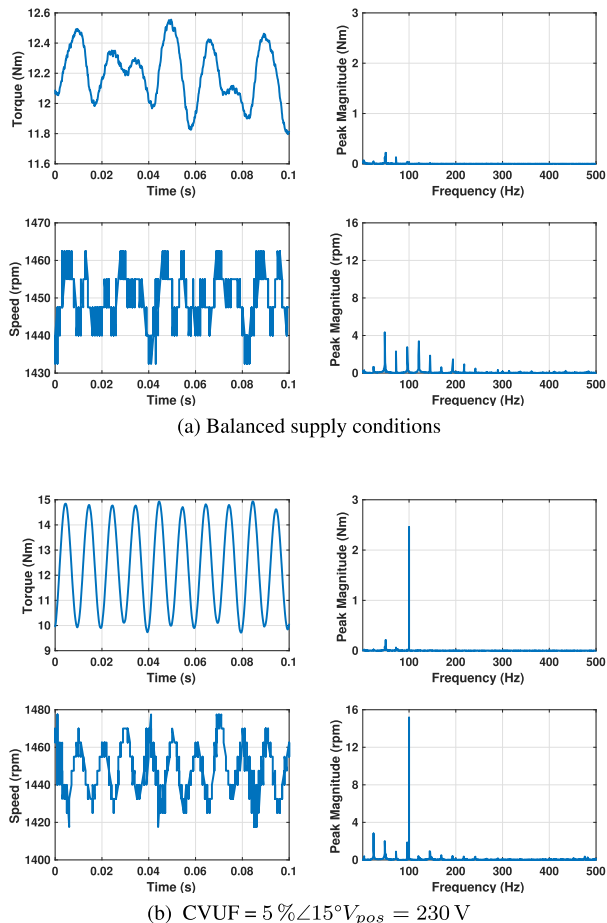 12.6
12.4
12.2
12
11.8
11.6
Torque (Nm)
0 0.02 0.04 0.06 0.08 0.1
Time (s)
3
2
1
0
Peak Magnitude (Nm)
100 200 300 400 500
Frequency (Hz)
1470
1460
1450
1440
1430
Speed (rpm)
0 0.02 0.04 0.06 0.08 0.1
Time (s)
16
12
8
4
0
Peak Magnitude (rpm)
100 200 300 400 500
Frequency (Hz)
(a) Balanced supply conditions
15
14
13
12
11
10
9
Torque (Nm)
0 0.02 0.04 0.06 0.08 0.1
Time (s)
3
2
1
0
Peak Magnitude (Nm)
100 200 300 400 500
Frequency (Hz)
1480
1460
1440
1420
1400
Speed (rpm)
0 0.02 0.04 0.06 0.08 0.1
Time (s)
16
12
8
4
0
Peak Magnitude (rpm)
100 200 300 400 500
Frequency (Hz)
(b) CVUF = 5 %∠15°V_pos = 230 V